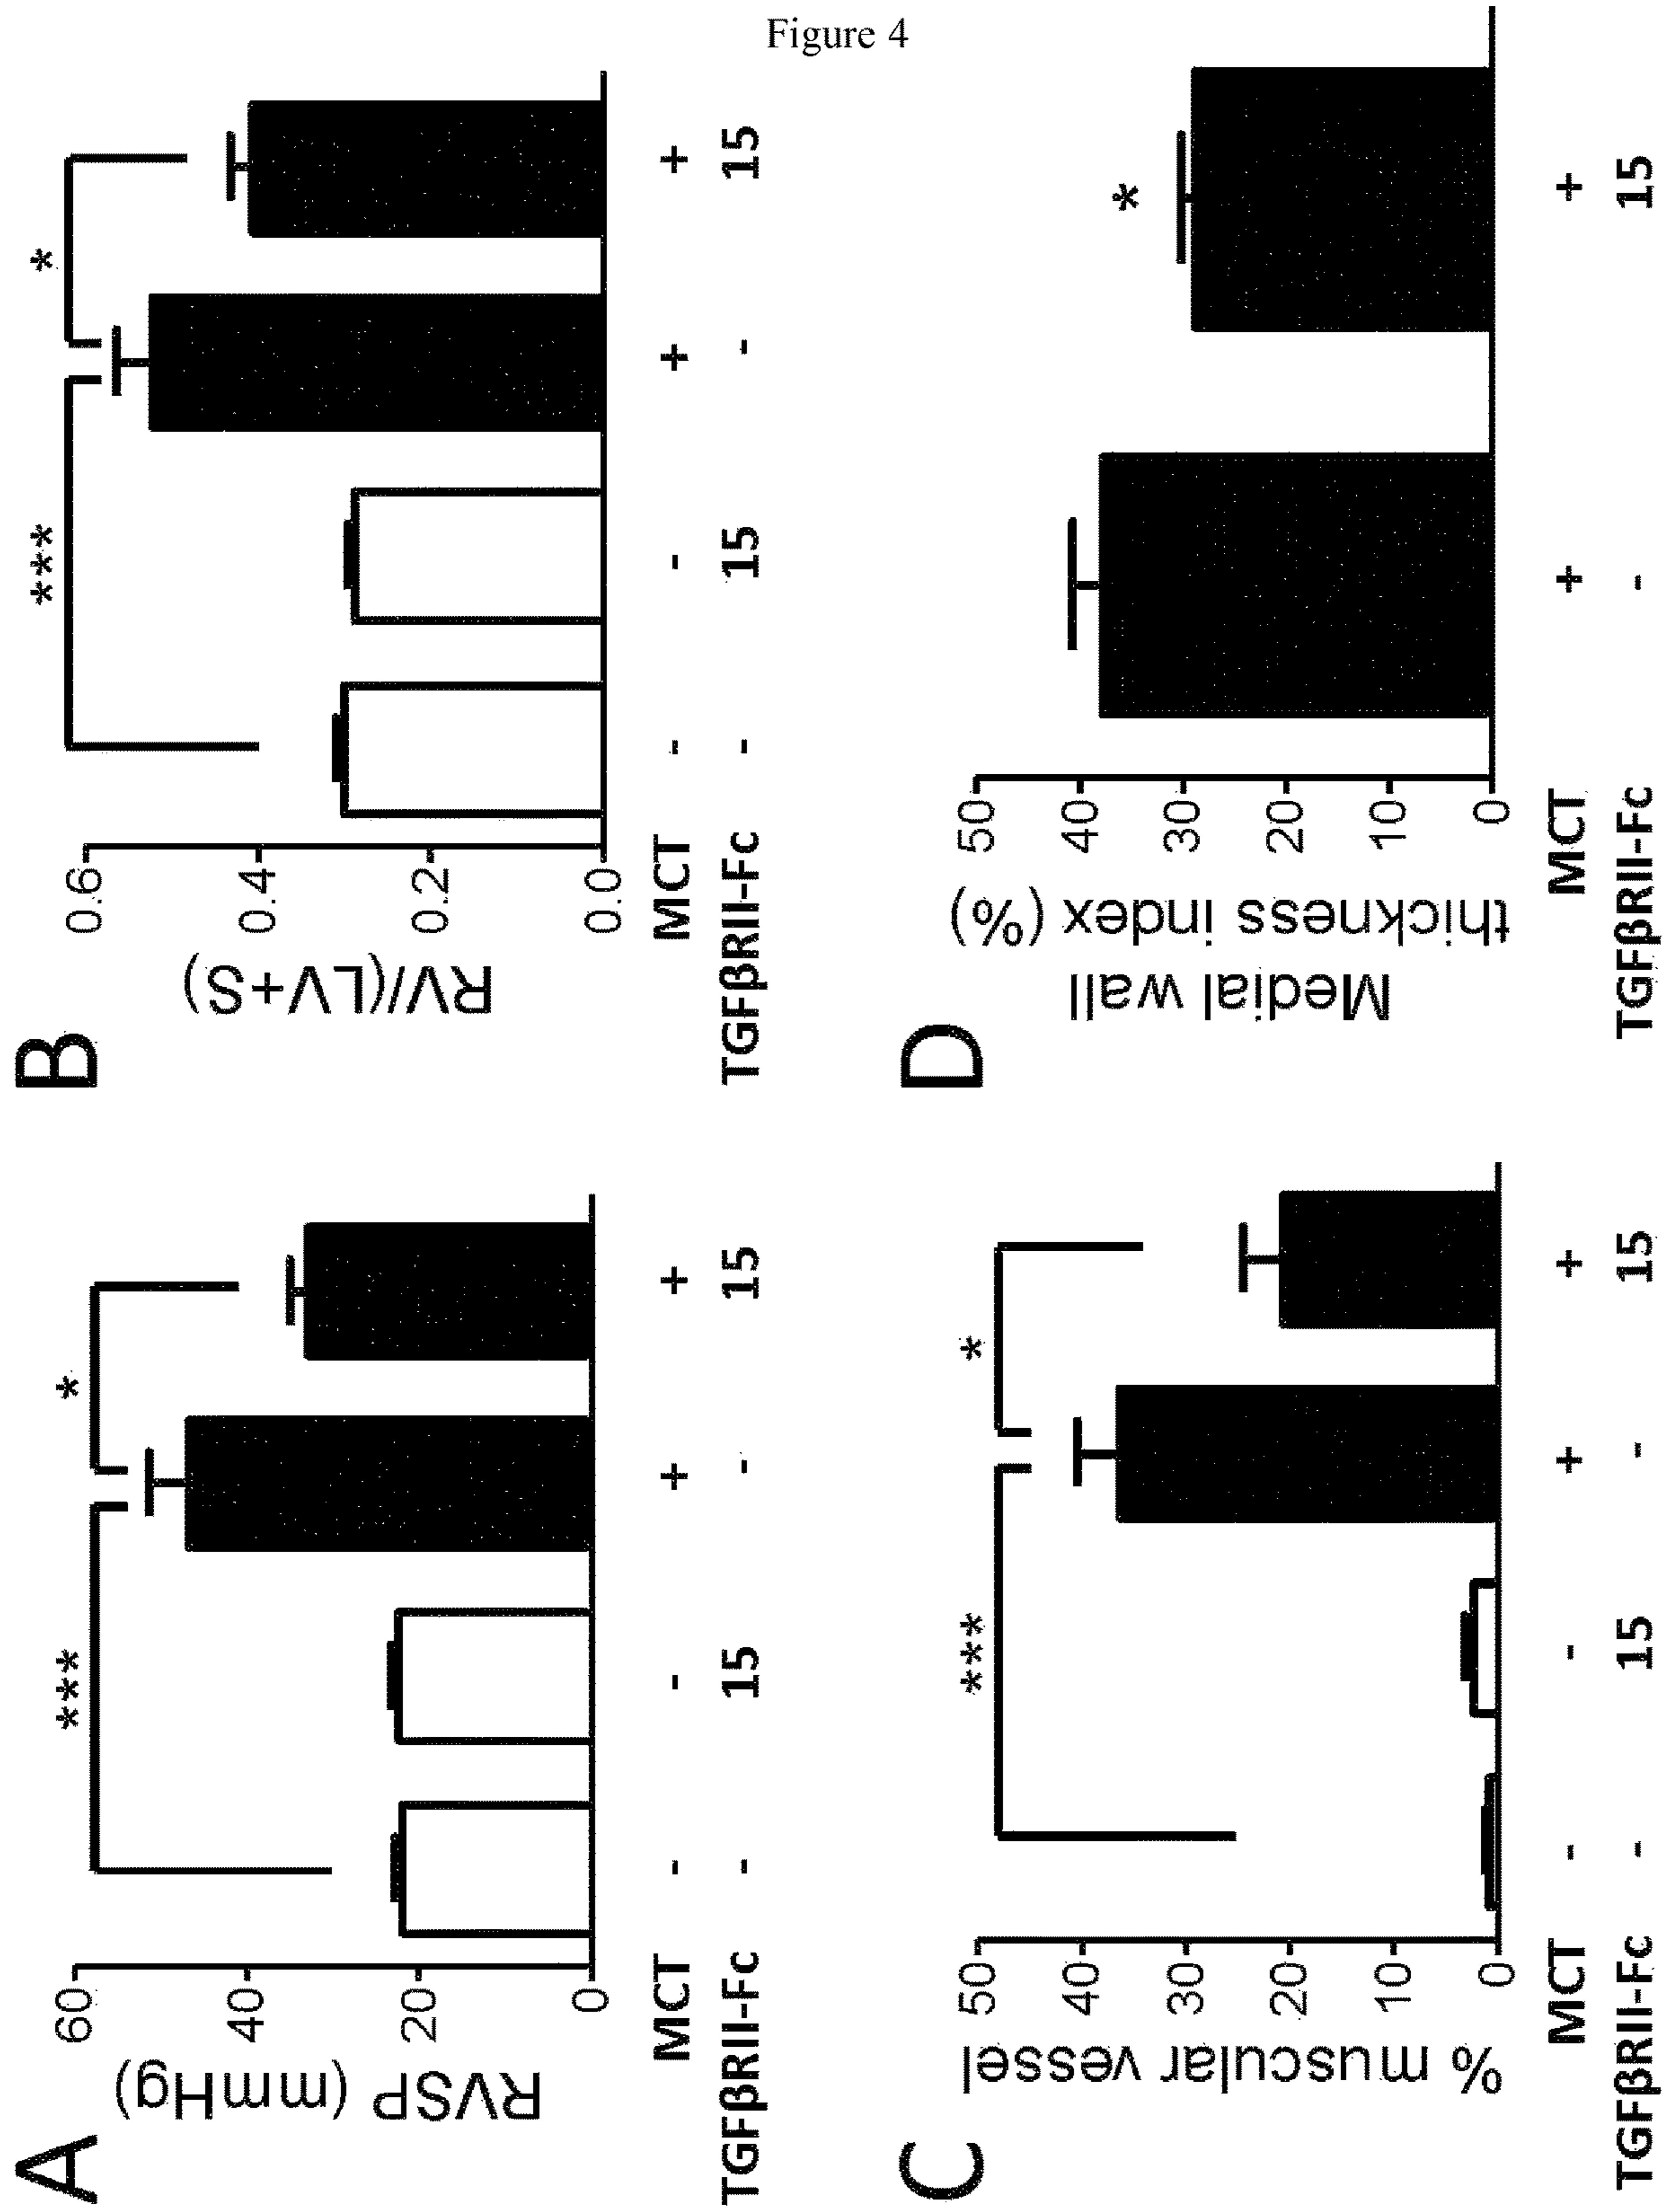 Figure 4
A
RVSP (mmHg)
60
40
20
0
***
*
MCT - - + +
TGFβRII-Fc - 15 - 15
B
RV/(LV+S)
0.6
0.4
0.2
0.0
***
*
MCT - - + +
TGFβRII-Fc - 15 - 15
C
% muscular vessel
50
40
30
20
10
0
***
*
MCT - - + +
TGFβRII-Fc - 15 - 15
D
Medial wall
thickness index (%)
50
40
30
20
10
0
*
MCT + +
TGFβRII-Fc - 15